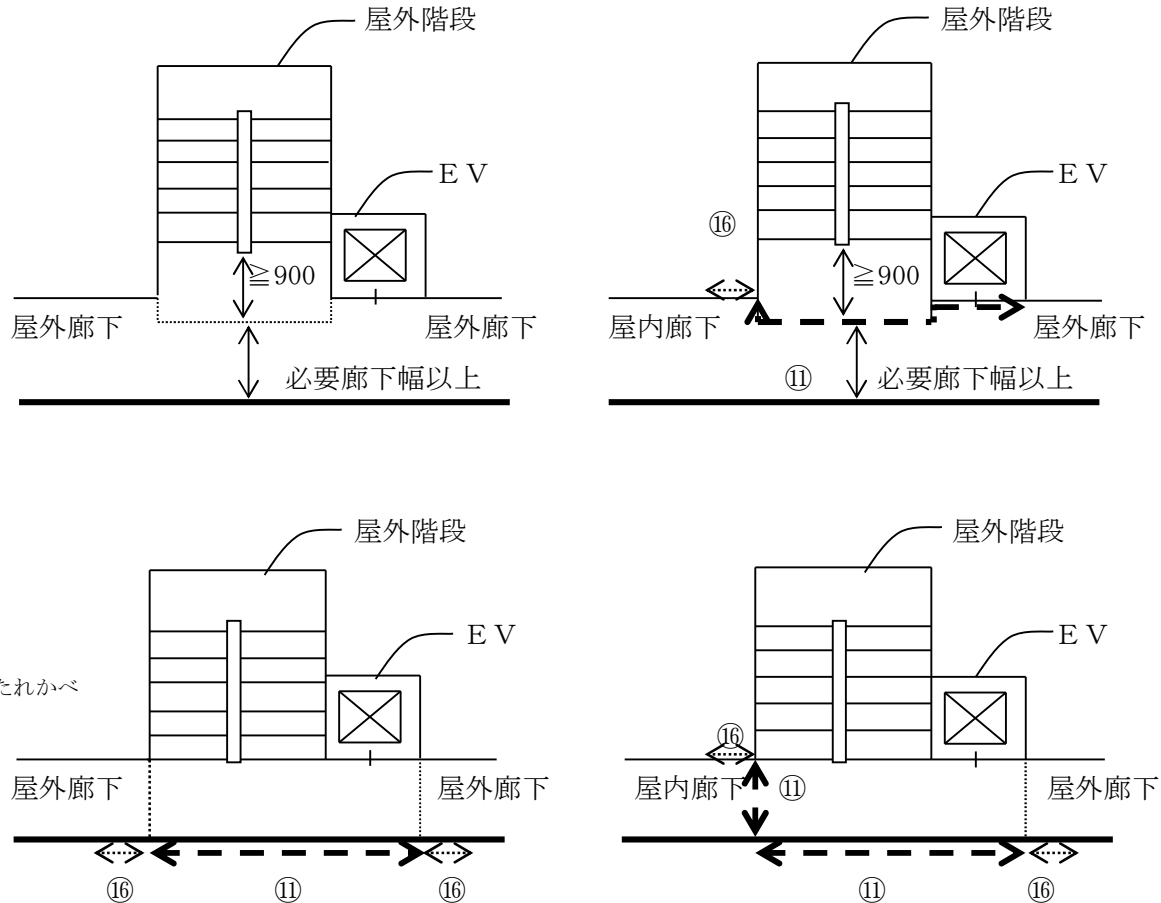 屋外階段
EV
≧900
屋外廊下
屋外廊下
必要廊下幅以上
屋外階段
EV
⑯
≧900
屋内廊下
屋外廊下
⑪
必要廊下幅以上
屋外階段
EV
たれかべ
屋外廊下
屋外廊下
⑯
⑪
⑯
屋外階段
EV
⑯
屋内廊下
⑪
屋外廊下
⑪
⑯